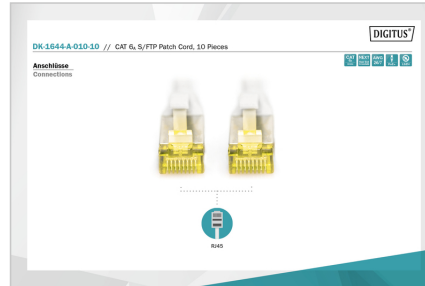 DIGITUS®
DK-1644-A-010-10 // CAT 6A S/FTP Patch Cord, 10 Pieces
Anschlüsse
Connections
RJ45